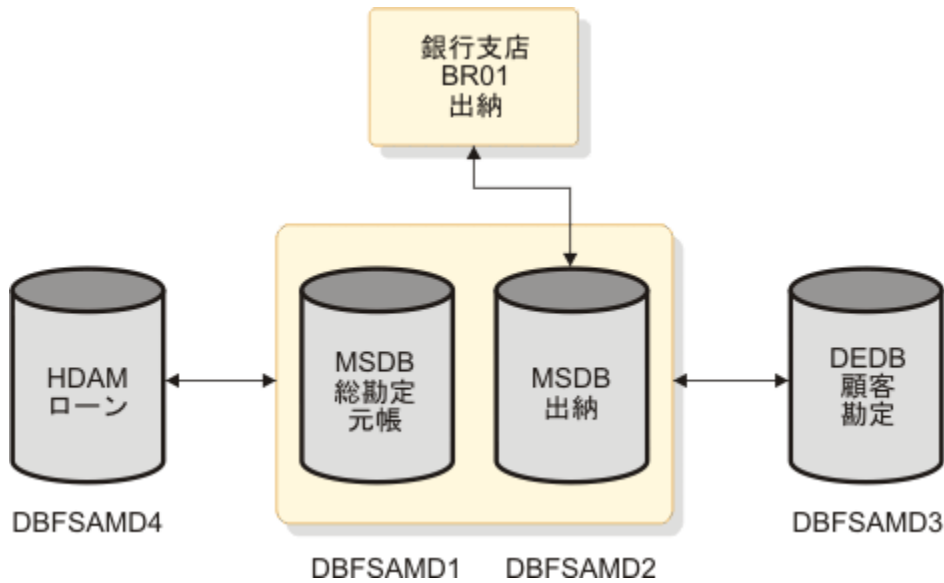 銀行支店
BR01
出納
HDAM
ローン
MSDB
総勘定
元帳
MSDB
出納
DEDB
顧客
勘定
DBFSAMD4
DBFSAMD3
DBFSAMD1
DBFSAMD2